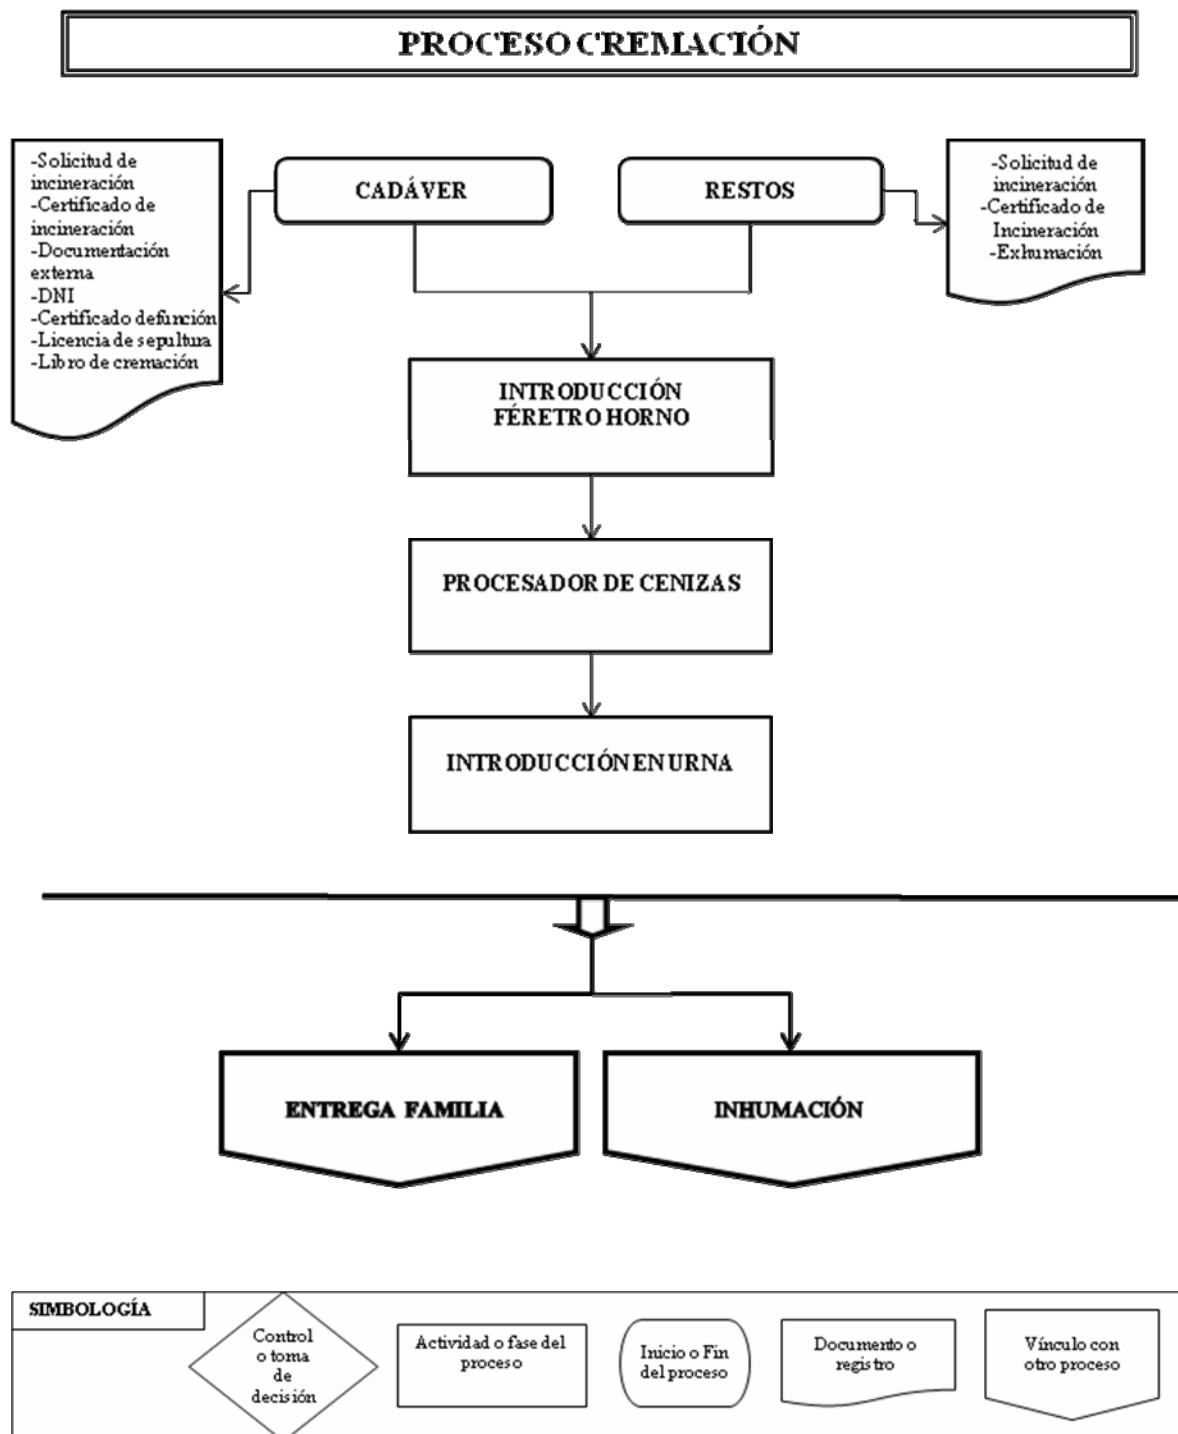 PROCESO CREMACIÓN
-Solicitud de
incineración
-Certificado de
incineración
-Documentación
externa
-DNI
-Certificado defunción
-Licencia de sepultura
-Libro de cremación
CADÁVER
RESTOS
-Solicitud de
incineración
-Certificado de
Incineración
-Exhumación
INTRODUCCIÓN
FÉRETRO HORNO
PROCESADOR DE CENIZAS
INTRODUCCIÓN EN URNA
ENTREGA FAMILIA
INHUMACIÓN
SIMBOLOGÍA
Control
o toma
de
decisión
Actividad o fase del
proceso
Inicio o Fin
del proceso
Documento o
registro
Vínculo con
otro proceso